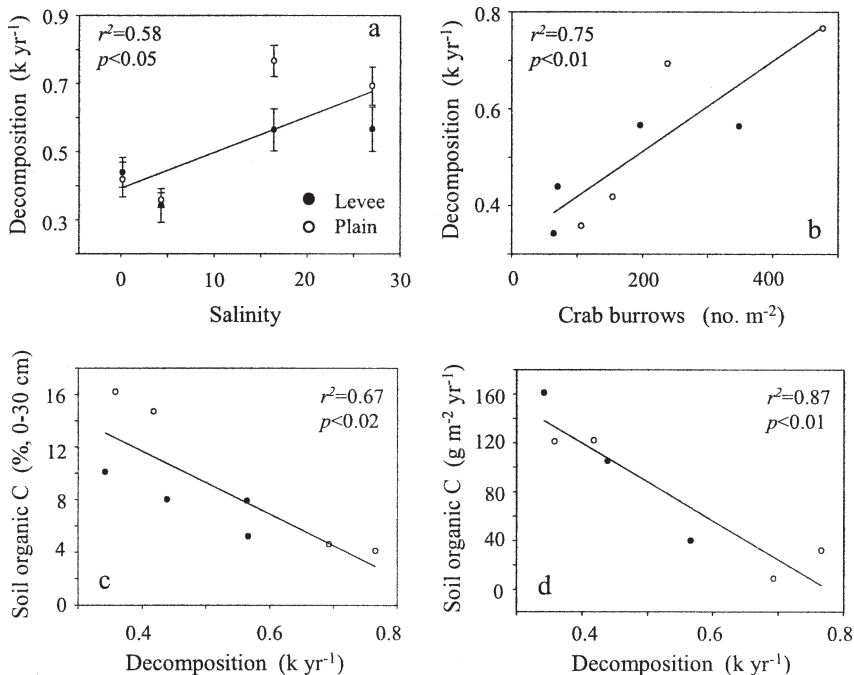 r²=0.58
p<0.05
a
0.9
0.7
0.5
0.3
Decomposition (k yr⁻¹)
Levee
Plain
0
10
20
30
Salinity
r²=0.75
p<0.01
0.8
0.6
0.4
Decomposition (k yr⁻¹)
b
0
200
400
Crab burrows (no. m⁻²)
r²=0.67
p<0.02
16
12
8
4
0
Soil organic C (%, 0-30 cm)
c
0.4
0.6
0.8
Decomposition (k yr⁻¹)
r²=0.87
p<0.01
160
120
80
40
0
Soil organic C (g m⁻² yr⁻¹)
d
0.4
0.6
0.8
Decomposition (k yr⁻¹)